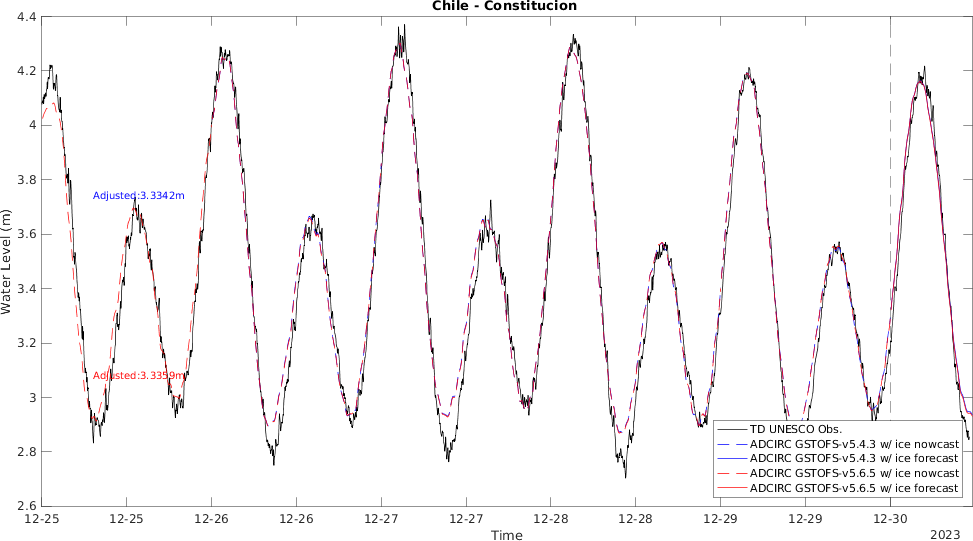 Chile - Constitucion
4.4
4.2
4
3.8
3.6
3.4
3.2
3
2.8
2.6
Water Level (m)
Adjusted:3.3342m
Adjusted:3.3359m
TD UNESCO Obs.
ADCIRC GSTOFS-v5.4.3 w/ ice nowcast
ADCIRC GSTOFS-v5.4.3 w/ ice forecast
ADCIRC GSTOFS-v5.6.5 w/ ice nowcast
ADCIRC GSTOFS-v5.6.5 w/ ice forecast
12-25 12-25 12-26 12-26 12-27 12-27 12-28 12-28 12-29 12-29 12-30
Time
2023